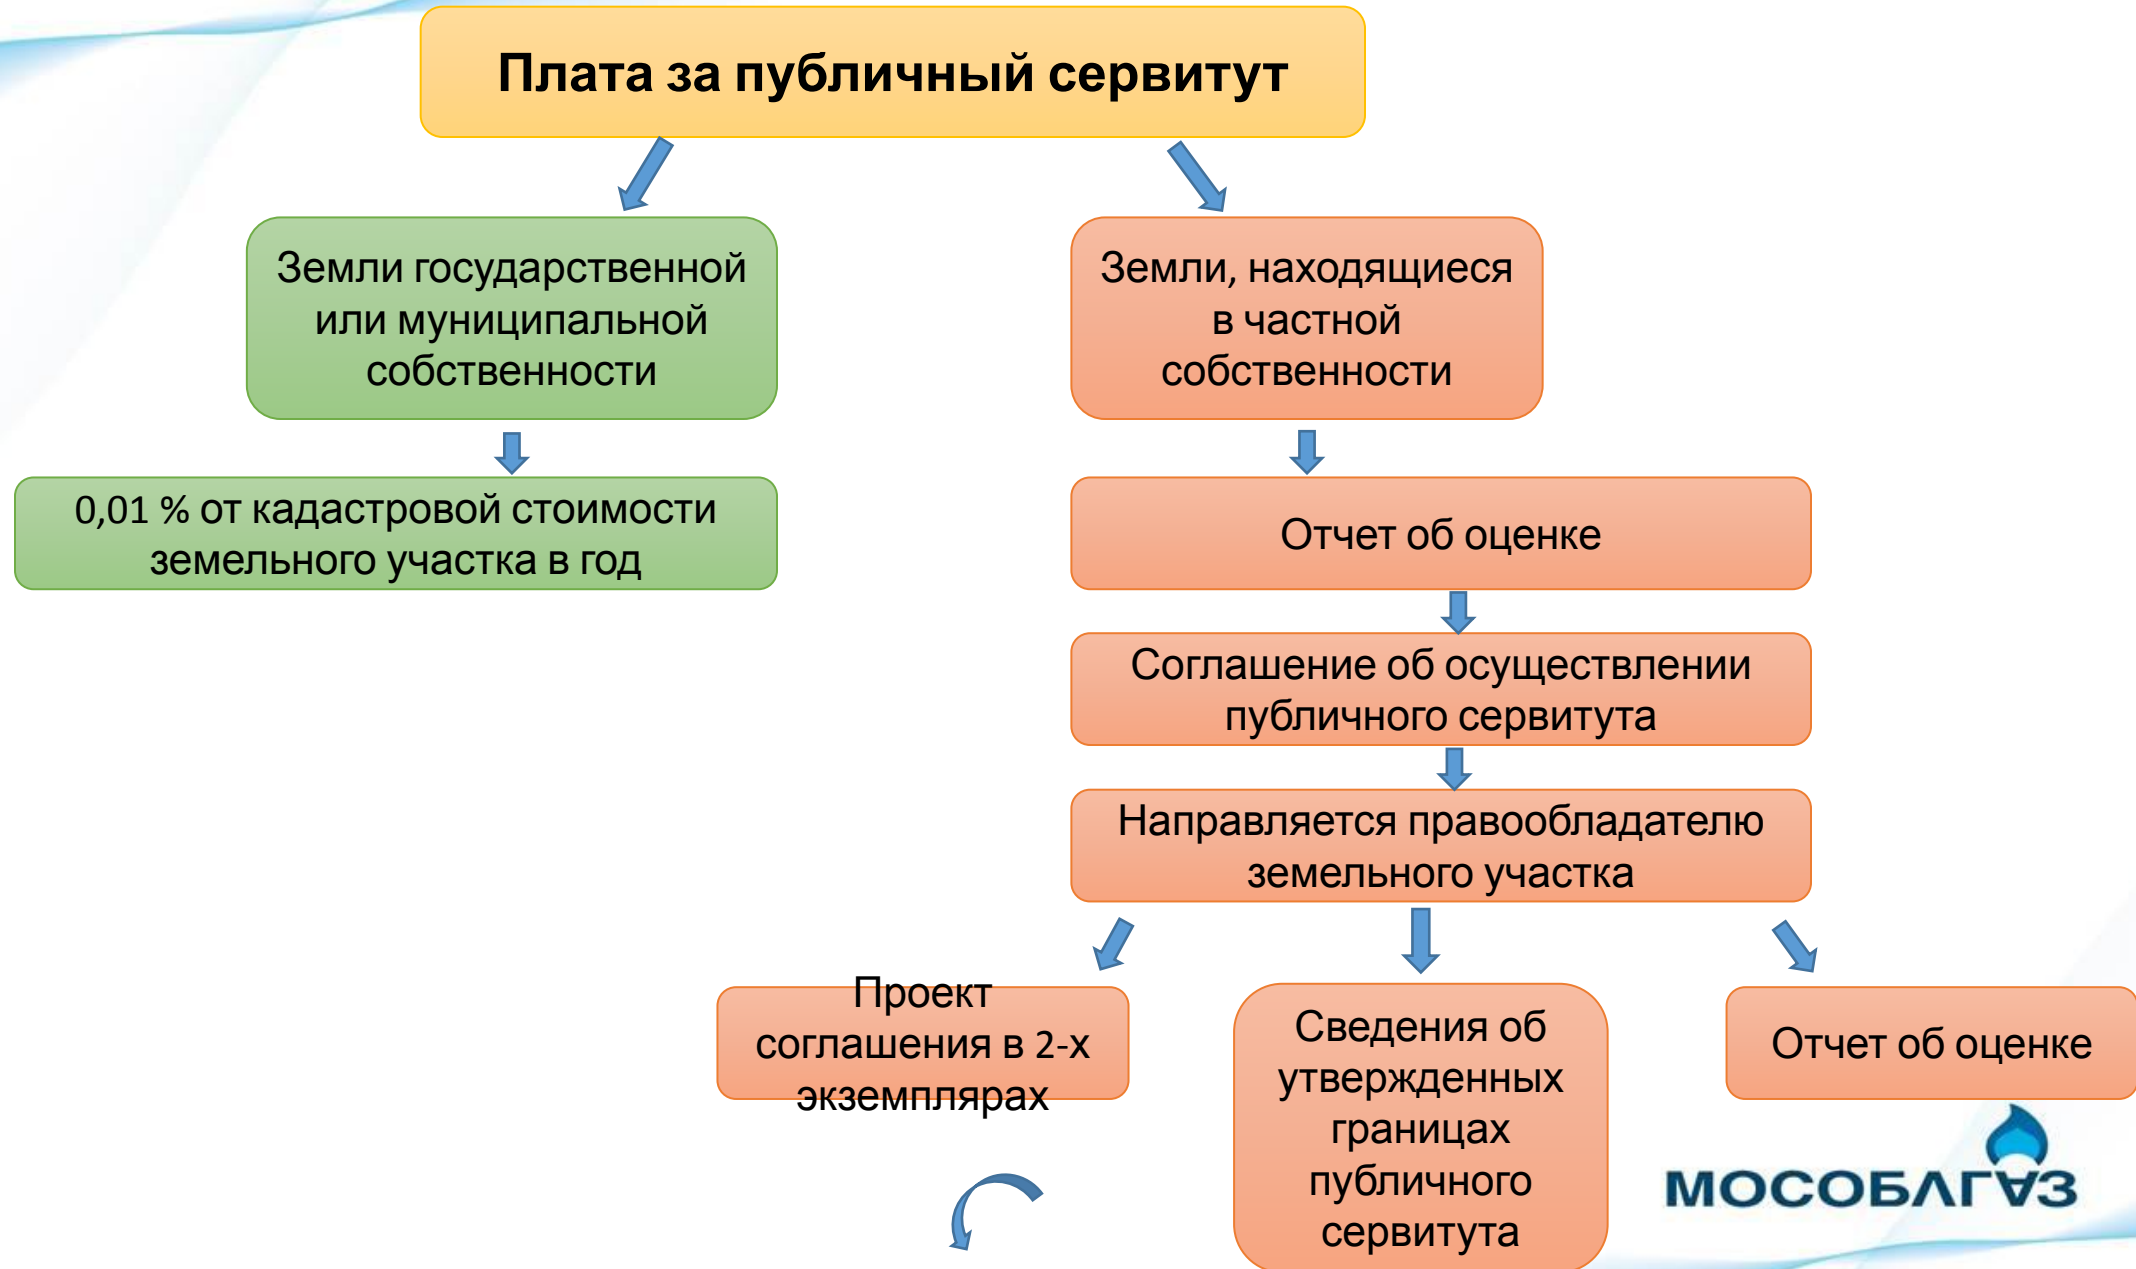 Плата за публичный сервитут
Земли государственной
или муниципальной
собственности
Земли, находящиеся
в частной
собственности
0,01 % от кадастровой стоимости
земельного участка в год
Отчет об оценке
Соглашение об осуществлении
публичного сервитута
Направляется правообладателю
земельного участка
Проект
соглашения в 2-х
экземплярах
Сведения об
утвержденных
границах
публичного
сервитута
Отчет об оценке
МОСОБЛГАЗ